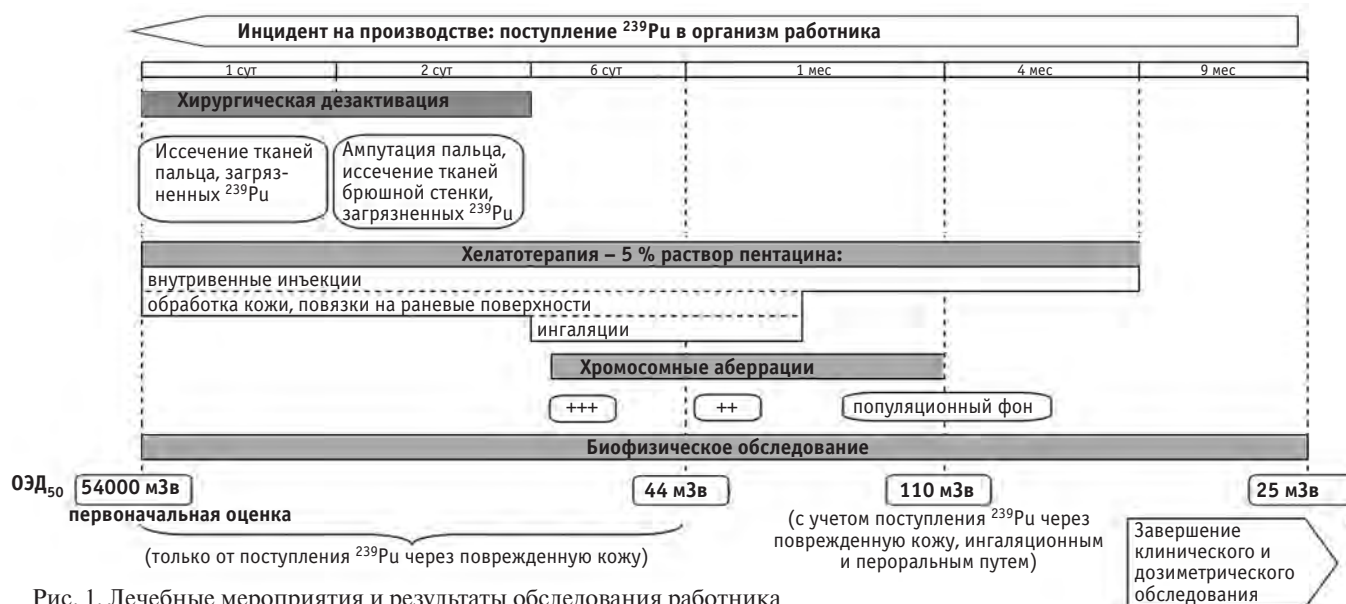 Инцидент на производстве: поступление ²³⁹Pu в организм работника
1 сут 2 сут 6 сут 1 мес 4 мес 9 мес
Хирургическая дезактивация
Иссечение тканей
пальца, загряз-
ненных ²³⁹Pu
Ампутация пальца,
иссечение тканей
брюшной стенки,
загрязненных ²³⁹Pu
Хелатотерапия – 5 % раствор пентацина:
внутривенные инъекции
обработка кожи, повязки на раневые поверхности
ингаляции
Хромосомные аберрации
+++ ++ популяционный фон
Биофизическое обследование
ОЭД₅₀ 54000 мЗв 44 мЗв 110 мЗв 25 мЗв
первоначальная оценка
(только от поступления ²³⁹Pu через поврежденную кожу)
(с учетом поступления ²³⁹Pu через
поврежденную кожу, ингаляционным
и пероральным путем)
Завершение
клинического и
дозиметрического
обследования
Рис. 1. Лечебные мероприятия и результаты обследования работника